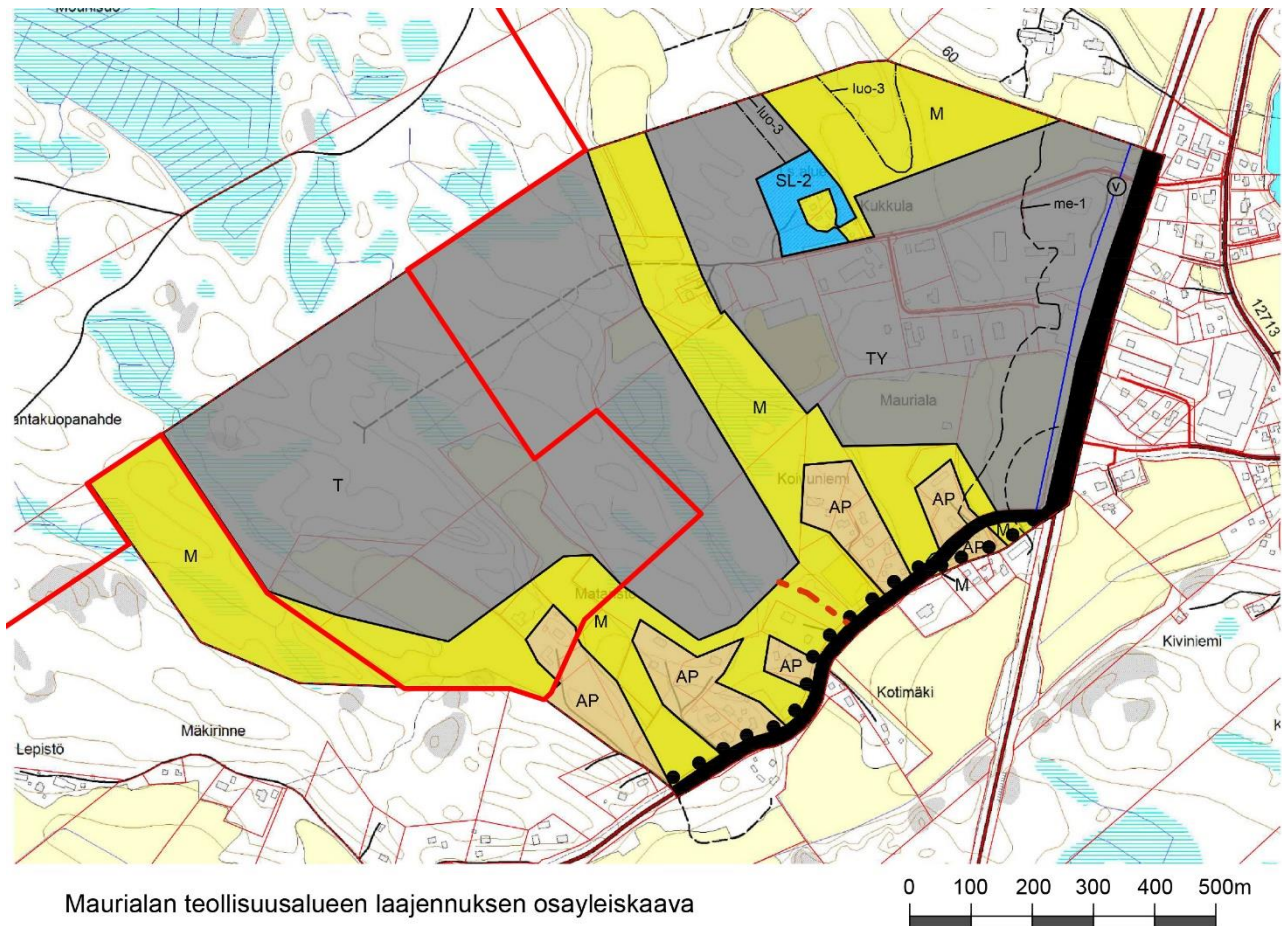 60
luo-3
luo-3
M
SL-2
Kukkula
me-1
v
12713
TY
Mauriala
M
antakuopanahde
T
AP
AP
M
AP
M
M
M
Kiviniemi
AP
AP
AP
Kotimäki
Mäkirinne
Lepistö
K
Maurialan teollisuusalueen laajennuksen osayleiskaava
0 100 200 300 400 500m